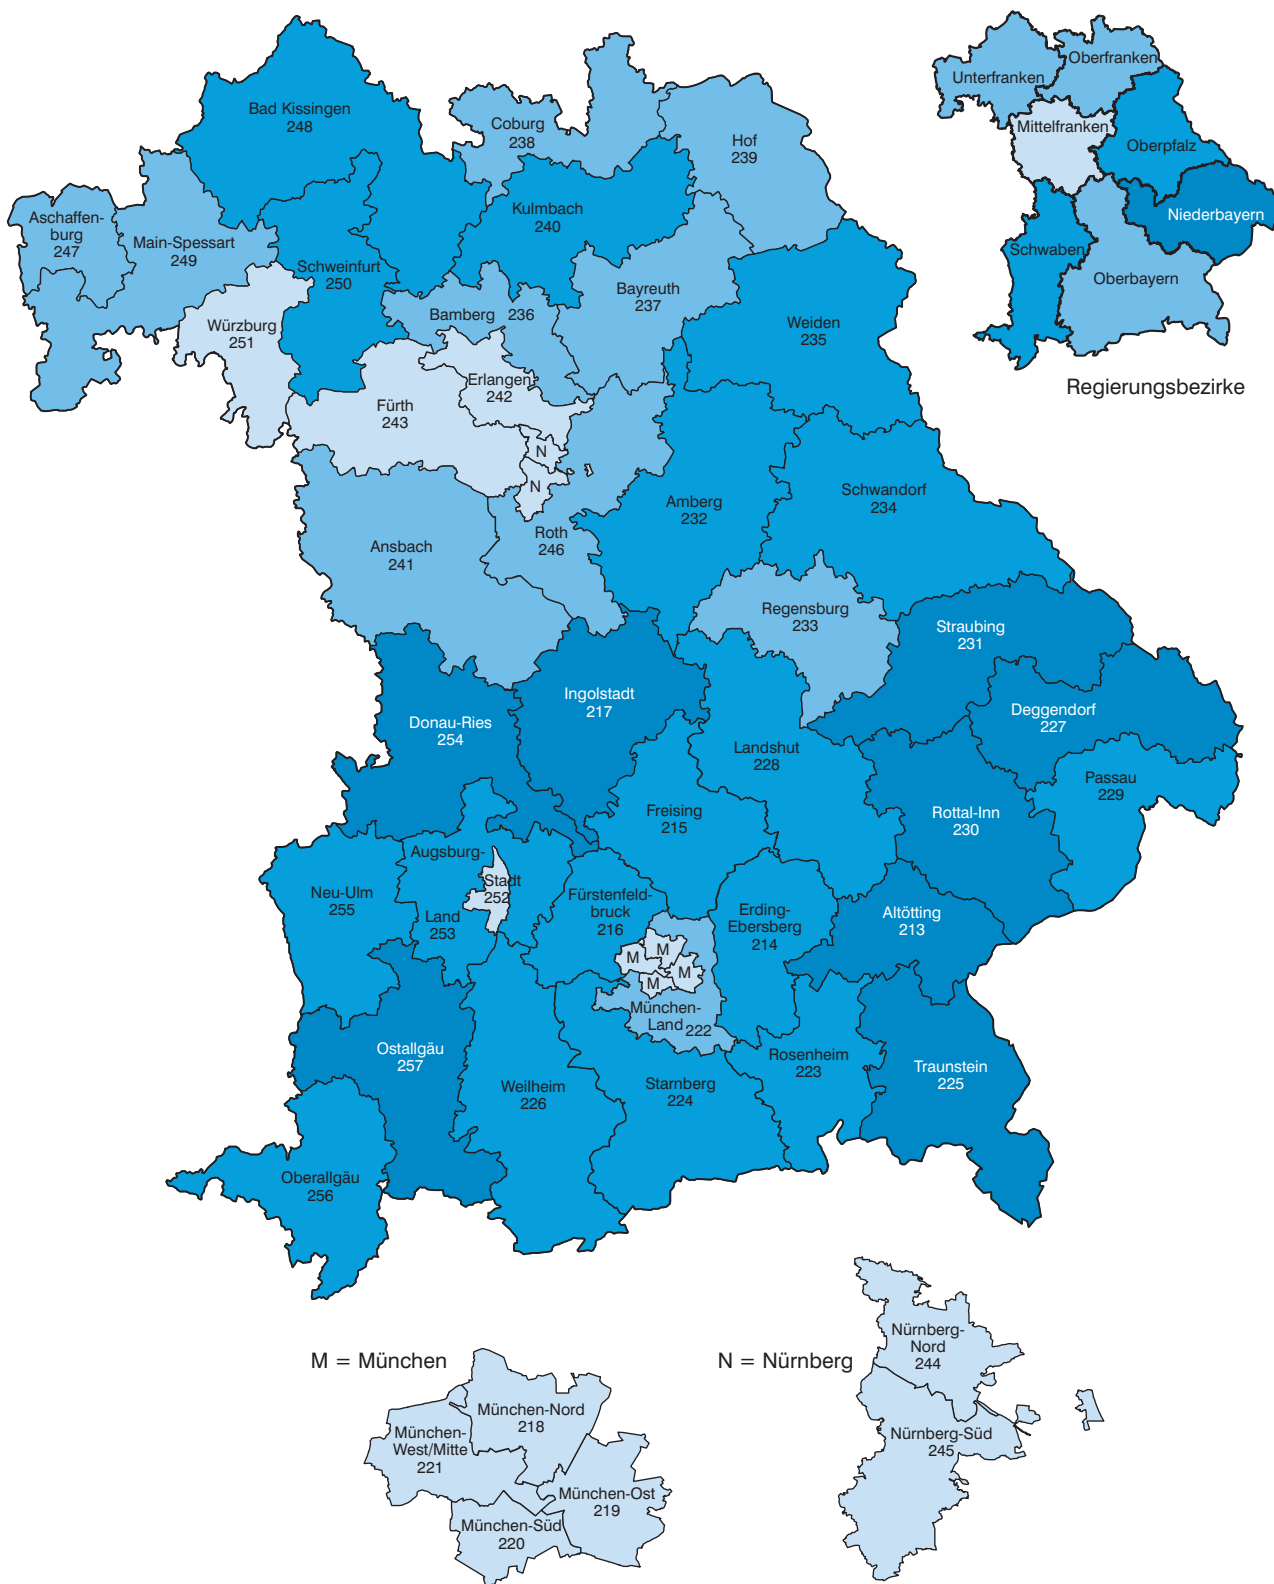 Bad Kissingen
248
Coburg
238
Hof
239
Aschaffen-
burg
247
Main-Spessart
249
Kulmbach
240
Schweinfurt
250
Bayreuth
237
Bamberg 236
Würzburg
251
Weiden
235
Erlangen
242
Fürth
243
N
N
Amberg
232
Schwandorf
234
Roth
246
Ansbach
241
Regensburg
233
Straubing
231
Ingolstadt
217
Deggendorf
227
Donau-Ries
254
Landshut
228
Passau
229
Freising
215
Rottal-Inn
230
Augsburg-
Stadt
252
Land
253
Neu-Ulm
255
Fürstenfeld-
bruck
216
Erding-
Ebersberg
214
Altötting
213
M
M
M
M
München-
Land 222
Ostallgäu
257
Rosenheim
223
Traunstein
225
Weilheim
226
Starnberg
224
Oberallgäu
256
Oberfranken
Unterfranken
Mittelfranken
Oberpfalz
Niederbayern
Schwaben
Oberbayern
Regierungsbezirke
M = München
München-Nord
218
München-
West/Mitte
221
München-Ost
219
München-Süd
220
N = Nürnberg
Nürnberg-
Nord
244
Nürnberg-Süd
245